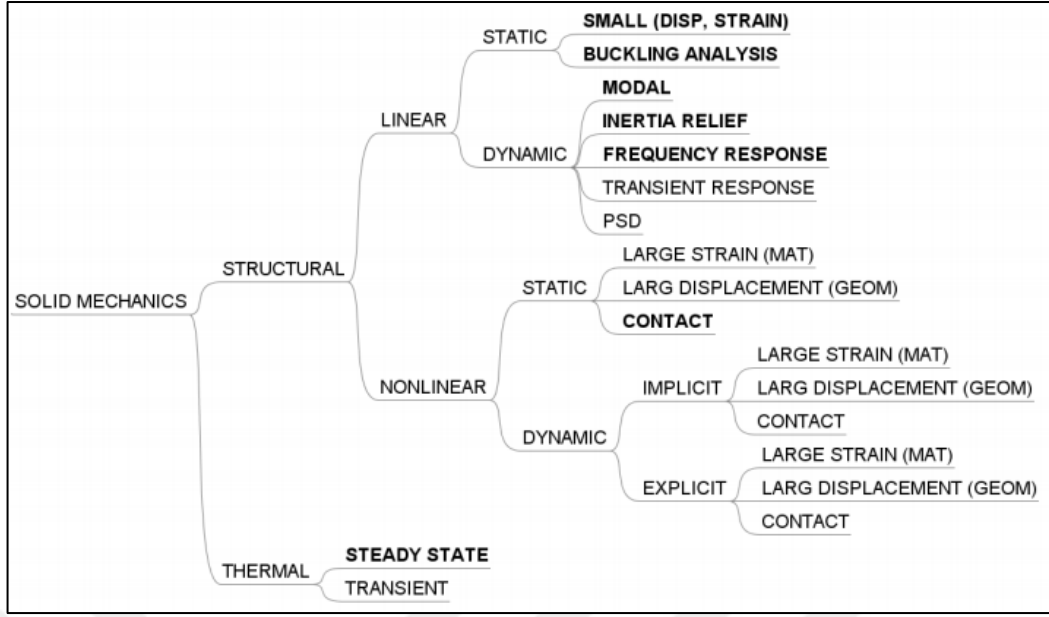 SMALL (DISP, STRAIN)
STATIC
BUCKLING ANALYSIS
MODAL
LINEAR
INERTIA RELIEF
DYNAMIC
FREQUENCY RESPONSE
TRANSIENT RESPONSE
PSD
LARGE STRAIN (MAT)
STRUCTURAL
STATIC
LARG DISPLACEMENT (GEOM)
SOLID MECHANICS
CONTACT
LARGE STRAIN (MAT)
NONLINEAR
IMPLICIT
LARG DISPLACEMENT (GEOM)
CONTACT
DYNAMIC
LARGE STRAIN (MAT)
EXPLICIT
LARG DISPLACEMENT (GEOM)
CONTACT
STEADY STATE
THERMAL
TRANSIENT